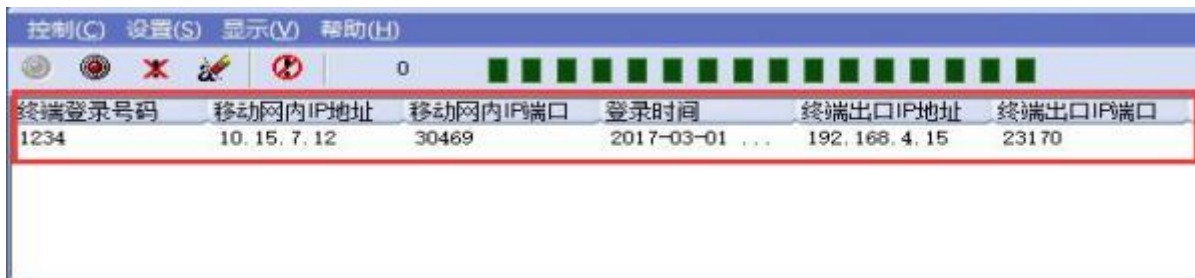 控制(C) 设置(S) 显示(V) 帮助(H)
0
终端登录号码 移动网内IP地址 移动网内IP端口 登录时间 终端出口IP地址 终端出口IP端口
1234 10.15.7.12 30469 2017-03-01 ... 192.168.4.15 23170